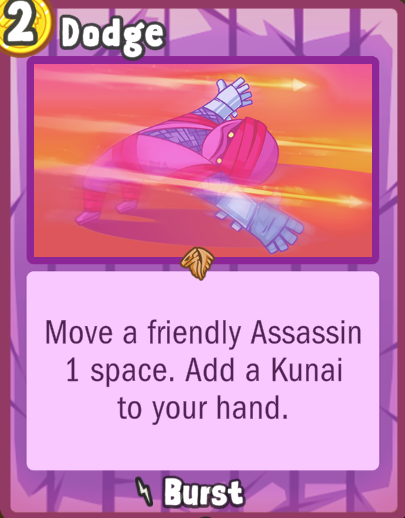 2
Dodge
Move a friendly Assassin
1 space. Add a Kunai
to your hand.
Burst